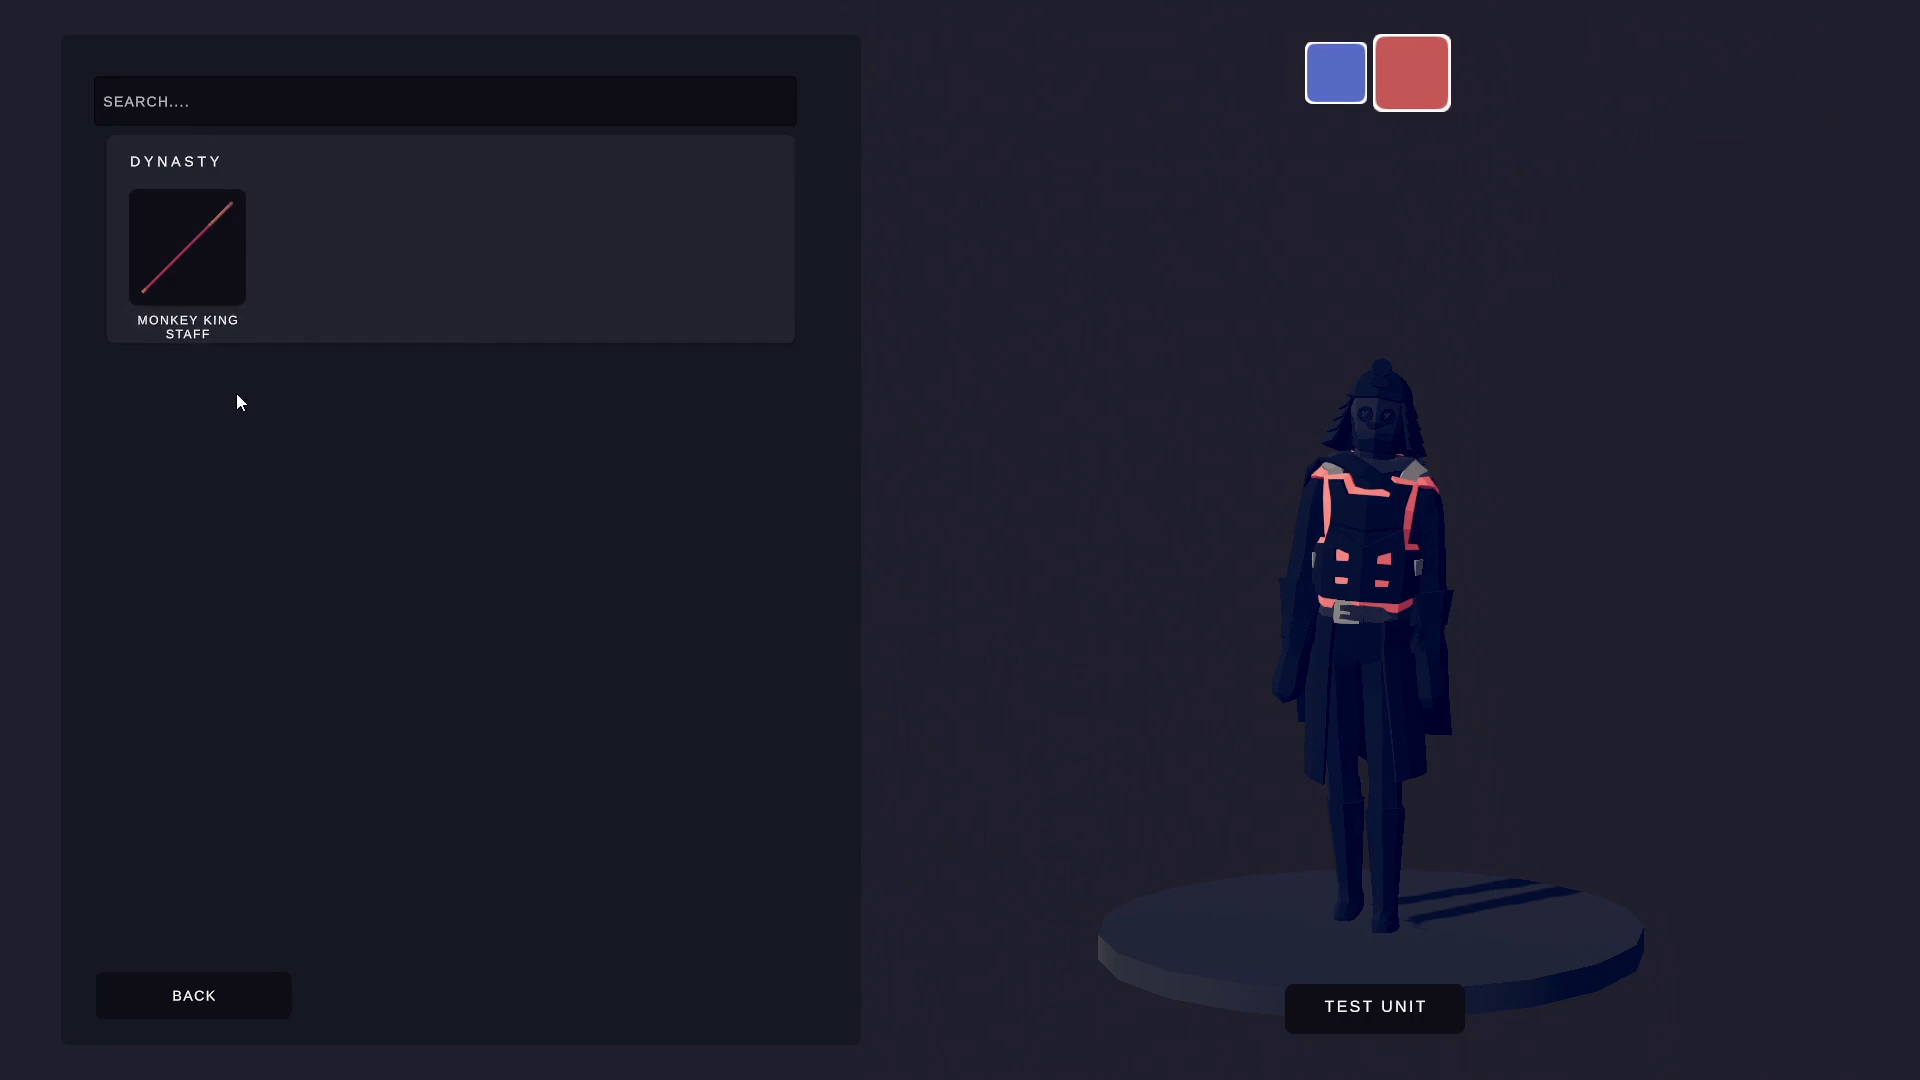 SEARCH....
DYNASTY
MONKEY KING
STAFF
BACK
TEST UNIT